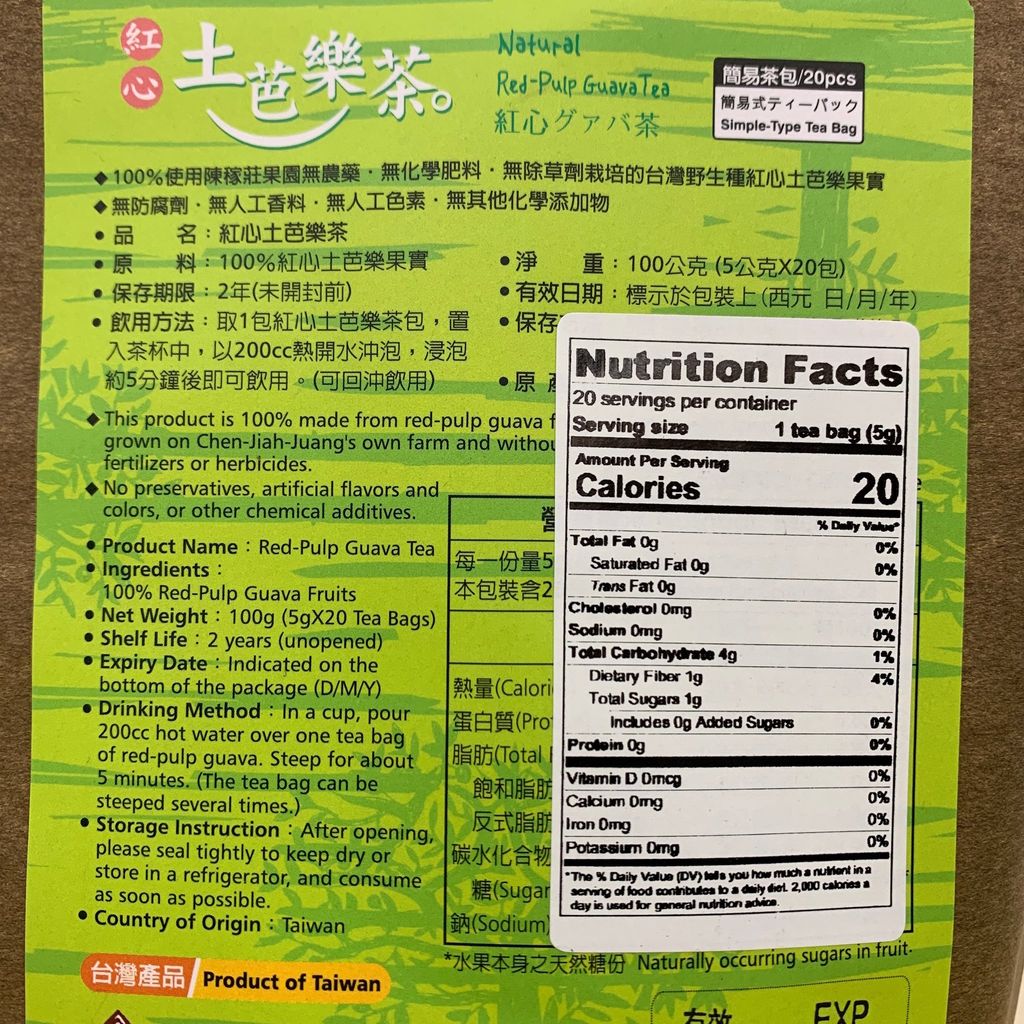 紅心
土芭樂茶。
Natural
Red-Pulp Guava Tea
紅心グァバ茶
簡易茶包/20pcs
簡易式ティーバック
Simple-Type Tea Bag
◆100%使用陳稼莊果園無農藥・無化學肥料・無除草劑栽培的台灣野生種紅心土芭樂果實
◆無防腐劑・無人工香料・無人工色素・無其他化學添加物
• 品 名：紅心土芭樂茶
• 原 料：100%紅心土芭樂果實
• 保存期限：2年(未開封前)
• 飲用方法：取1包紅心土芭樂茶包，置
入茶杯中，以200cc熱開水沖泡，浸泡
約5分鐘後即可飲用。(可回沖飲用)
• 淨 重：100公克 (5公克X20包)
• 有效日期：標示於包裝上(西元 日/月/年)
• 保存
• 原
◆ This product is 100% made from red-pulp guava f
grown on Chen-Jiah-Juang's own farm and withou
fertilizers or herbicides.
◆ No preservatives, artificial flavors and
colors, or other chemical additives.
• Product Name：Red-Pulp Guava Tea
• Ingredients：
100% Red-Pulp Guava Fruits
• Net Weight：100g (5gX20 Tea Bags)
• Shelf Life：2 years (unopened)
• Expiry Date：Indicated on the
bottom of the package (D/M/Y)
• Drinking Method：In a cup, pour
200cc hot water over one tea bag
of red-pulp guava. Steep for about
5 minutes. (The tea bag can be
steeped several times.)
• Storage Instruction：After opening,
please seal tightly to keep dry or
store in a refrigerator, and consume
as soon as possible.
• Country of Origin：Taiwan
台灣產品/Product of Taiwan
每一份量5
本包裝含2
熱量(Calori
蛋白質(Pro
脂肪(Total
飽和脂肪
反式脂肪
碳水化合物
糖(Sugar
鈉(Sodium)
*水果本身之天然糖份 Naturally occurring sugars in fruit.
Nutrition Facts
20 servings per container
Serving size 1 tea bag (5g)
Amount Per Serving
Calories 20
% Daily Value*
Total Fat 0g 0%
Saturated Fat 0g 0%
Trans Fat 0g
Cholesterol 0mg 0%
Sodium 0mg 0%
Total Carbohydrate 4g 1%
Dietary Fiber 1g 4%
Total Sugars 1g
Includes 0g Added Sugars 0%
Protein 0g 0%
Vitamin D 0mcg 0%
Calcium 0mg 0%
Iron 0mg 0%
Potassium 0mg 0%
*The % Daily Value (DV) tells you how much a nutrient in a
serving of food contributes to a daily diet. 2,000 calories a
day is used for general nutrition advice.
有效 EXP